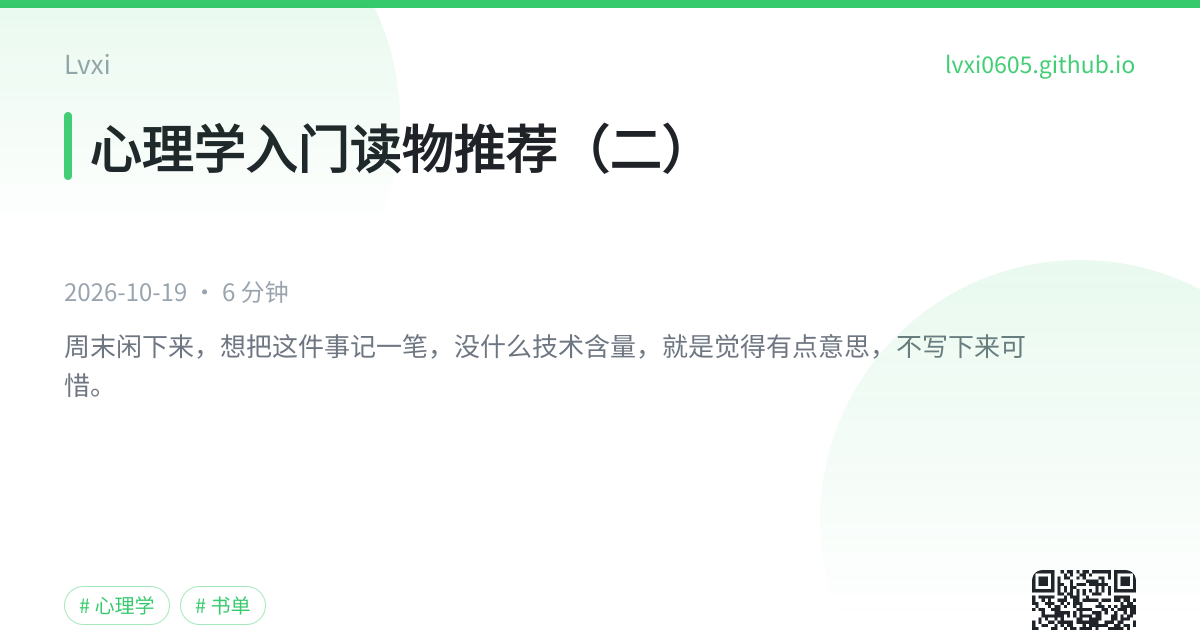 Lvxi
lvxi0605.github.io
心理学入门读物推荐（二）
2026-10-19 · 6 分钟
周末闲下来，想把这件事记一笔，没什么技术含量，就是觉得有点意思，不写下来可
惜。
# 心理学
# 书单